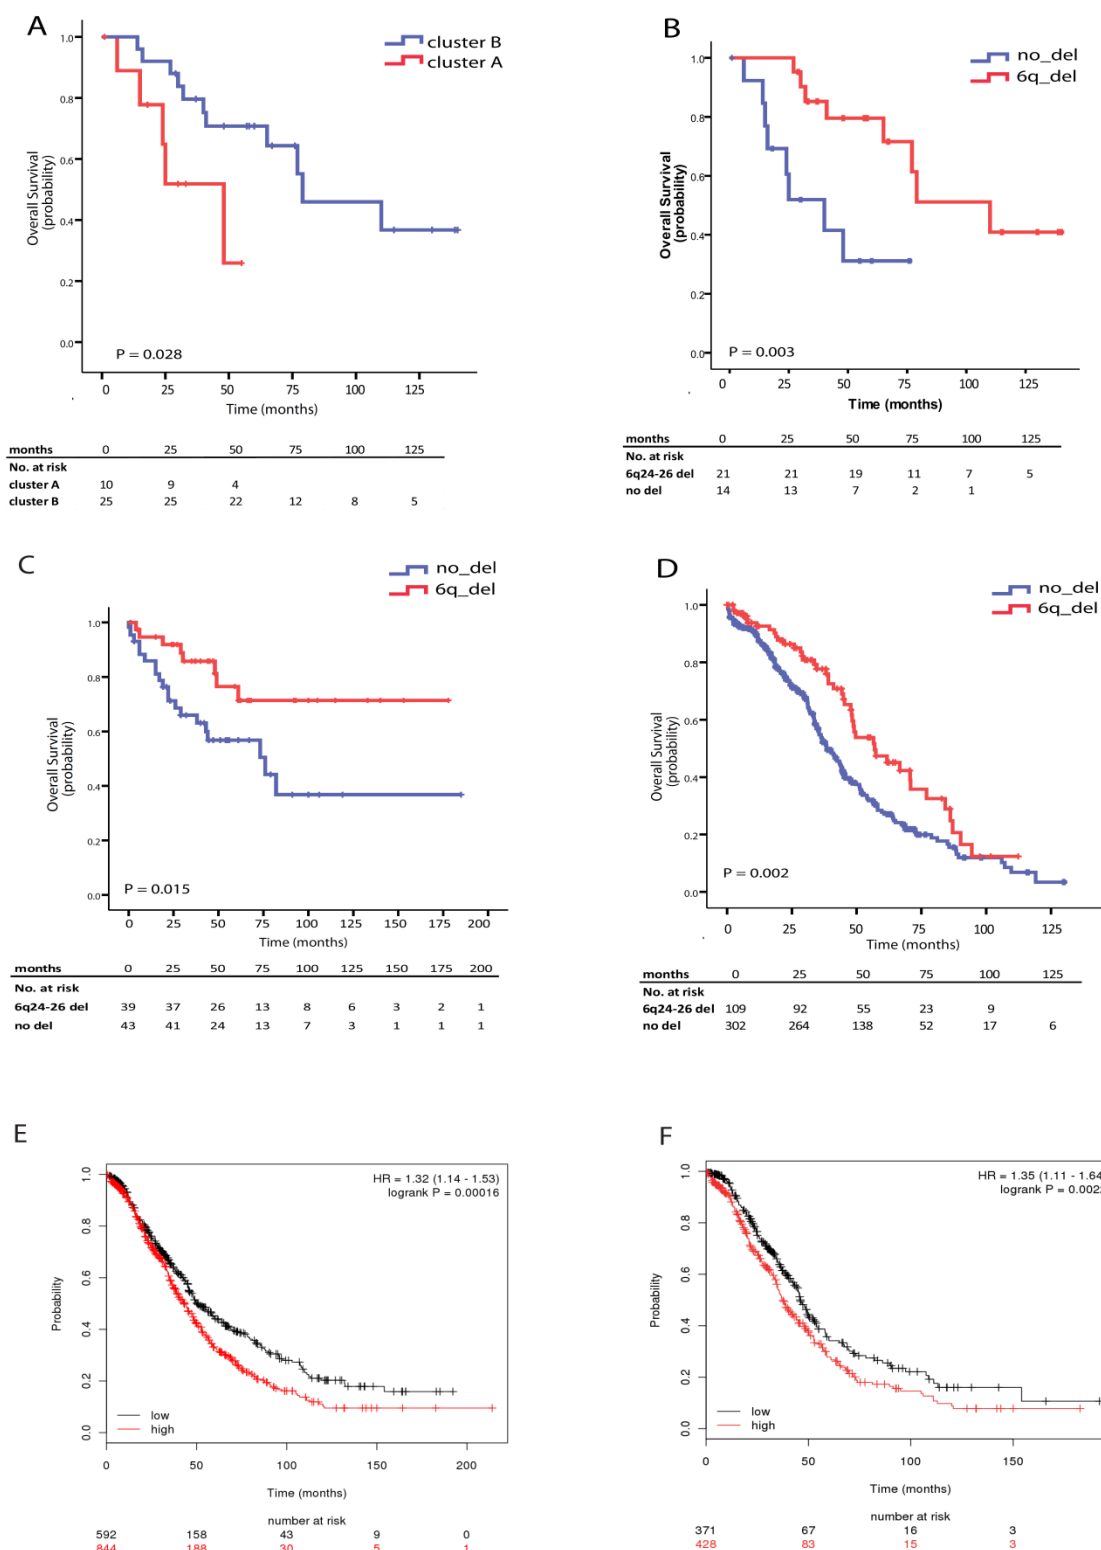 A
cluster B
cluster A
1.0
0.8
0.6
0.4
0.2
0.0
Overall Survival
(probability)
P = 0.028
0 25 50 75 100 125
Time (months)
months 0 25 50 75 100 125
No. at risk
cluster A 10 9 4
cluster B 25 25 22 12 8 5
B
no_del
6q_del
1.0
0.8
0.6
0.4
0.2
0.0
Overall Survival
(probability)
P = 0.003
0 25 50 75 100 125
Time (months)
months 0 25 50 75 100 125
No. at risk
6q24-26 del 21 21 19 11 7 5
no del 14 13 7 2 1
C
no_del
6q_del
1.0
0.8
0.6
0.4
0.2
0.0
Overall Survival
(probability)
P = 0.015
0 25 50 75 100 125 150 175 200
Time (months)
months 0 25 50 75 100 125 150 175 200
No. at risk
6q24-26 del 39 37 26 13 8 6 3 2 1
no del 43 41 24 13 7 3 1 1 1
D
no_del
6q_del
1.0
0.8
0.6
0.4
0.2
0.0
Overall Survival
(probability)
P = 0.002
0 25 50 75 100 125
Time (months)
months 0 25 50 75 100 125
No. at risk
6q24-26 del 109 92 55 23 9
no del 302 264 138 52 17 6
E
HR = 1.32 (1.14 - 1.53)
logrank P = 0.00016
1.0
0.8
0.6
0.4
0.2
0.0
Probability
low
high
0 50 100 150 200
Time (months)
number at risk
592 158 43 9 0
844 188 30 5 1
F
HR = 1.35 (1.11 - 1.64
logrank P = 0.002
1.0
0.8
0.6
0.4
0.2
0.0
Probability
low
high
0 50 100 150
Time (months)
number at risk
371 67 16 3
428 83 15 3